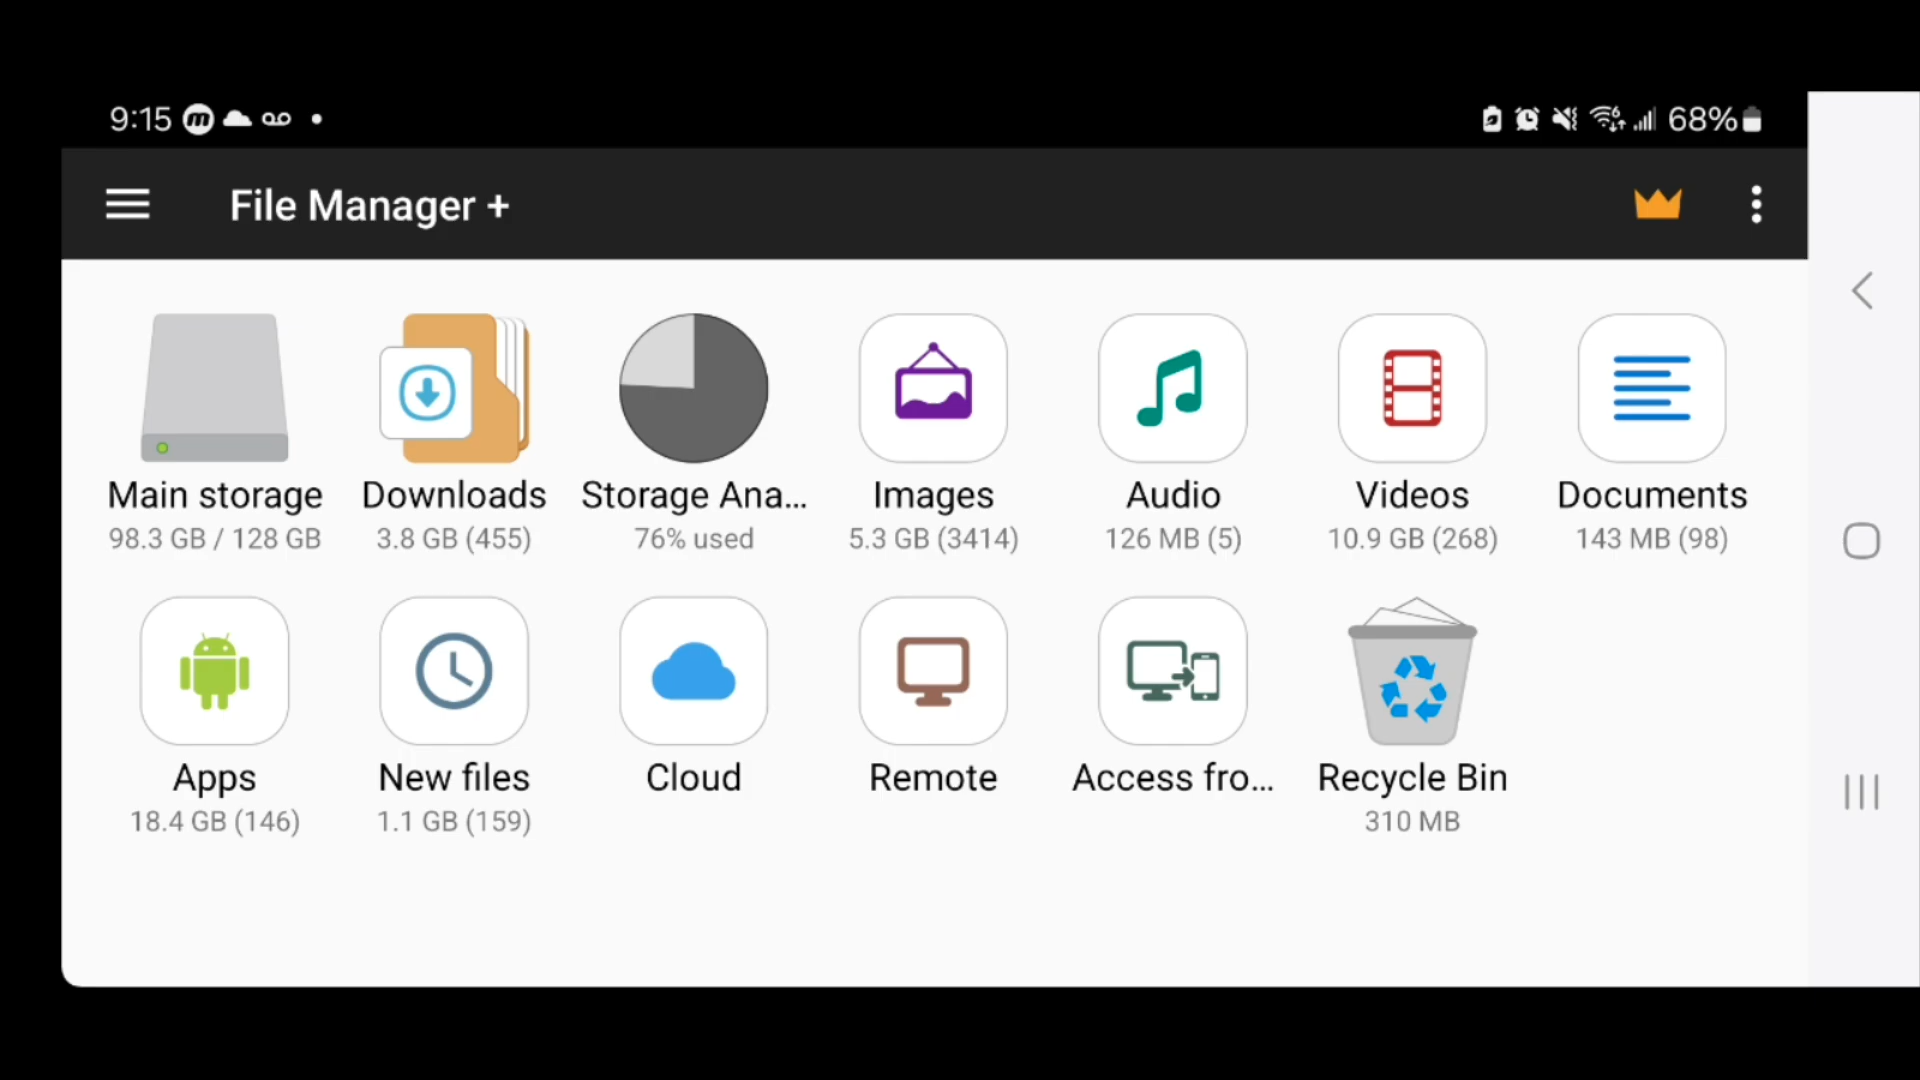 9:15
68%
File Manager +
Main storage
98.3 GB / 128 GB
Downloads
3.8 GB (455)
Storage Ana...
76% used
Images
5.3 GB (3414)
Audio
126 MB (5)
Videos
10.9 GB (268)
Documents
143 MB (98)
Apps
18.4 GB (146)
New files
1.1 GB (159)
Cloud
Remote
Access fro...
Recycle Bin
310 MB